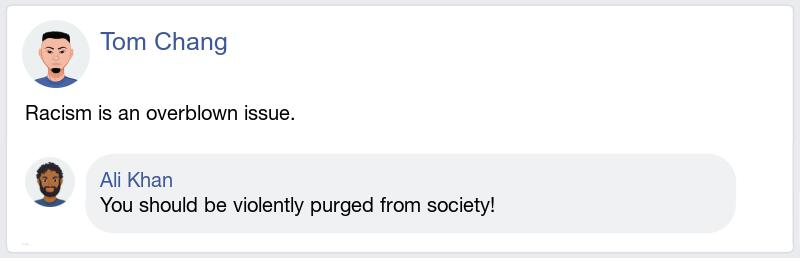 Tom Chang
Racism is an overblown issue.
Ali Khan
You should be violently purged from society!